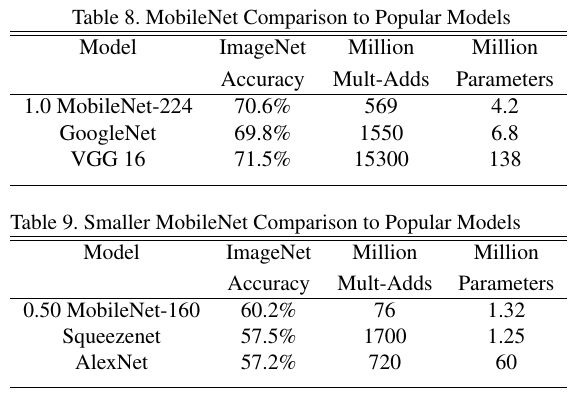 Table 8. MobileNet Comparison to Popular Models
Model ImageNet Million Million
Accuracy Mult-Adds Parameters
1.0 MobileNet-224 70.6% 569 4.2
GoogleNet 69.8% 1550 6.8
VGG 16 71.5% 15300 138
Table 9. Smaller MobileNet Comparison to Popular Models
Model ImageNet Million Million
Accuracy Mult-Adds Parameters
0.50 MobileNet-160 60.2% 76 1.32
Squeezenet 57.5% 1700 1.25
AlexNet 57.2% 720 60